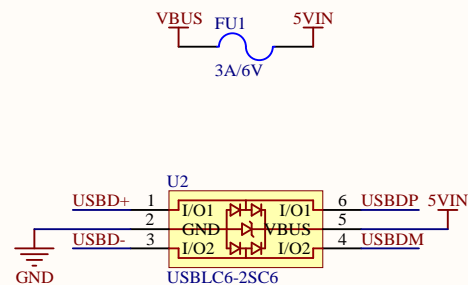 VBUS FU1 5VIN
3A/6V
U2
USBD+ 1 I/O1 I/O1 6 USBDP 5VIN
2 GND VBUS 5
USBD- 3 I/O2 I/O2 4 USBDM
GND USBLC6-2SC6